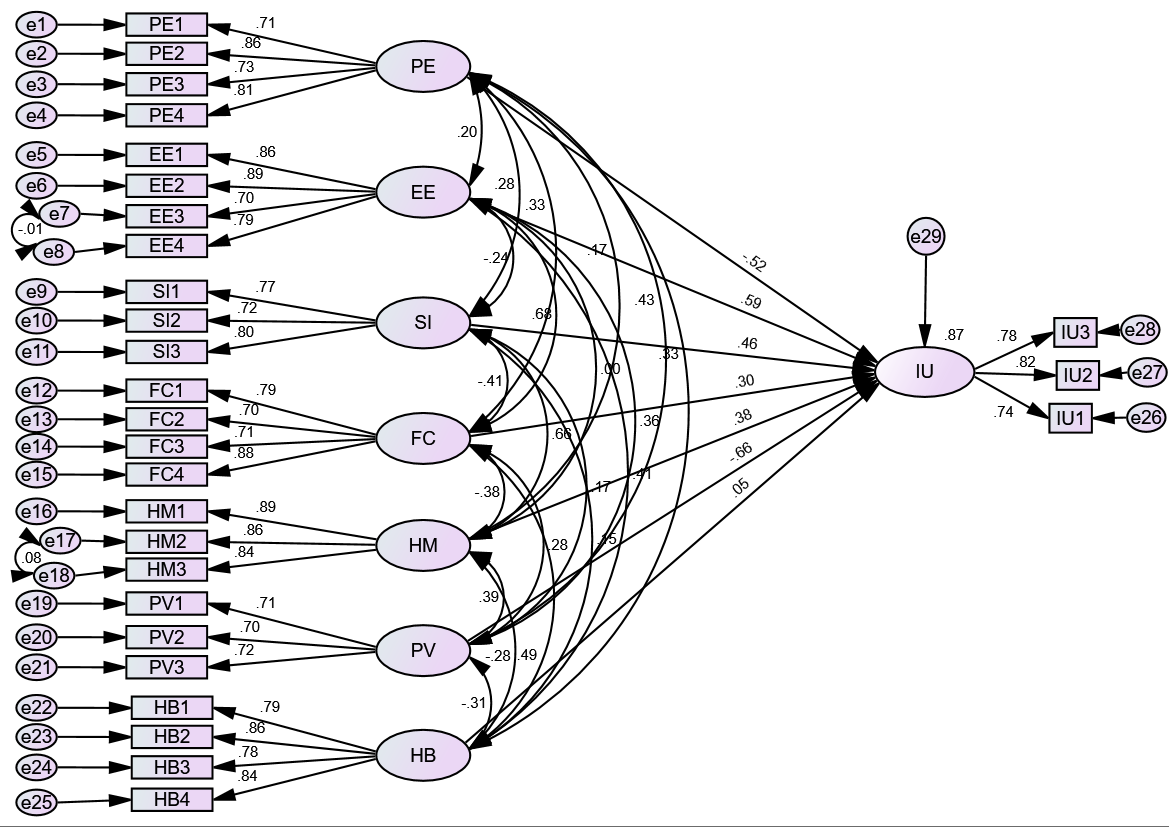 e1 PE1 .71
e2 PE2 .86
e3 PE3 .73
e4 PE4 .81
PE
.20
e5 EE1 .86
e6 EE2 .89
e7 EE3 .70
-.01
e8 EE4 .79
EE
.28
.33
-.24
.17
-.52
e29
.59
.43
.68
e9 SI1 .77
e10 SI2 .72
e11 SI3 .80
SI
.46
.33
.00
.87
IU
.78 IU3 e28
.82 IU2 e27
.74 IU1 e26
e12 FC1 .79
e13 FC2 .70
e14 FC3 .71
e15 FC4 .88
-.41
FC
.30
.38
.36
.66
-.66
.41
.05
.17
-.38
e16 HM1 .89
e17 HM2 .86
.08
e18 HM3 .84
HM
.28
.15
.39
e19 PV1 .71
e20 PV2 .70
e21 PV3 .72
PV
-.28 .49
-.31
e22 HB1 .79
e23 HB2 .86
e24 HB3 .78
e25 HB4 .84
HB